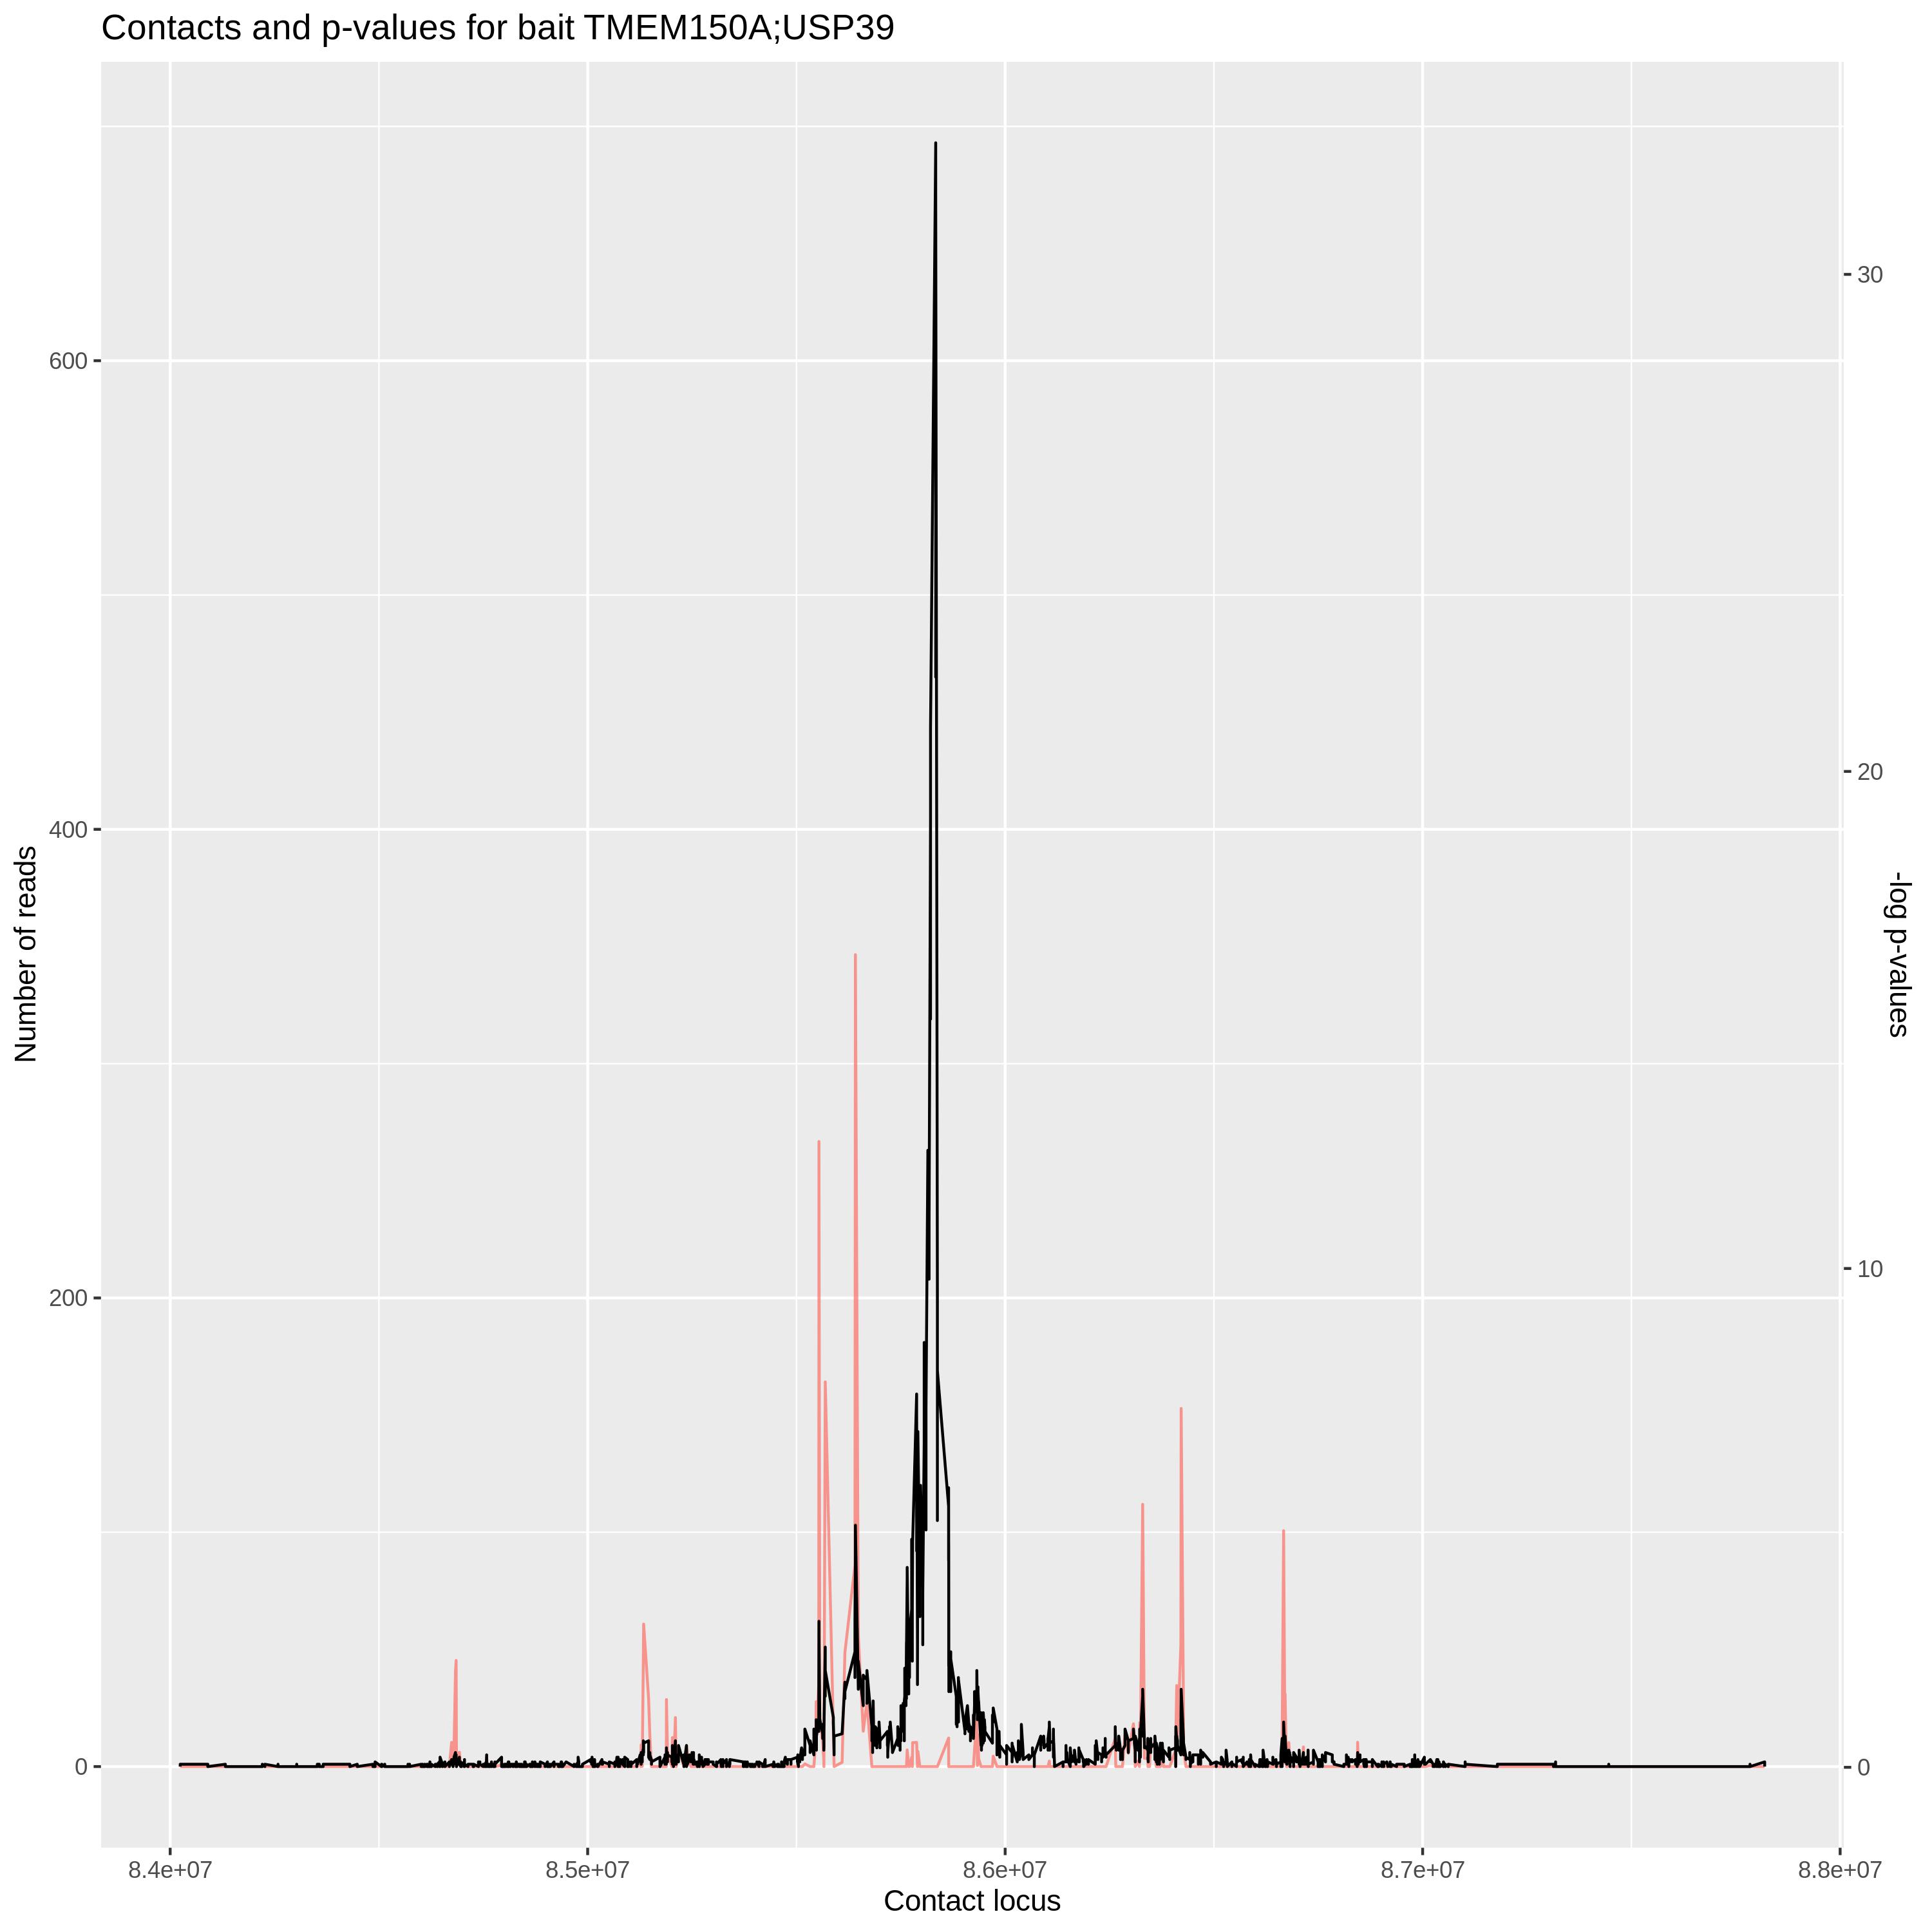 Contacts and p-values for bait TMEM150A;USP39
Number of reads
600
400
200
0
30
20
10
0
-log p-values
8.4e+07 8.5e+07 8.6e+07 8.7e+07 8.8e+07
Contact locus